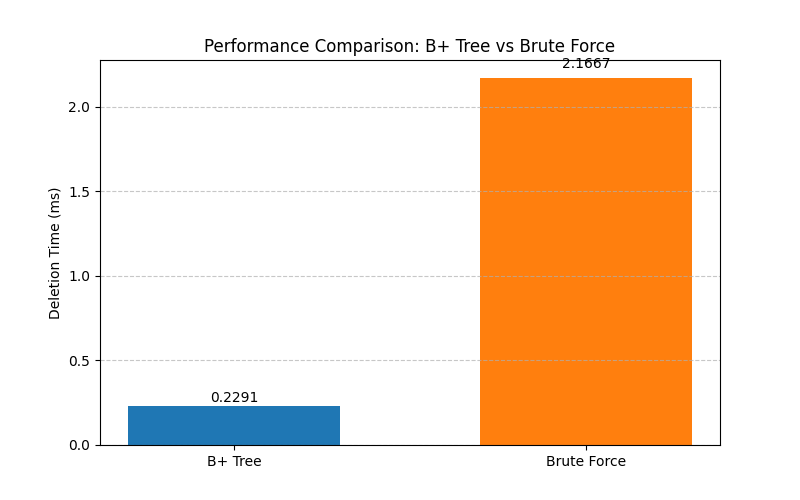 Performance Comparison: B+ Tree vs Brute Force
2.1667
2.0
1.5
1.0
0.5
0.0
Deletion Time (ms)
0.2291
B+ Tree
Brute Force